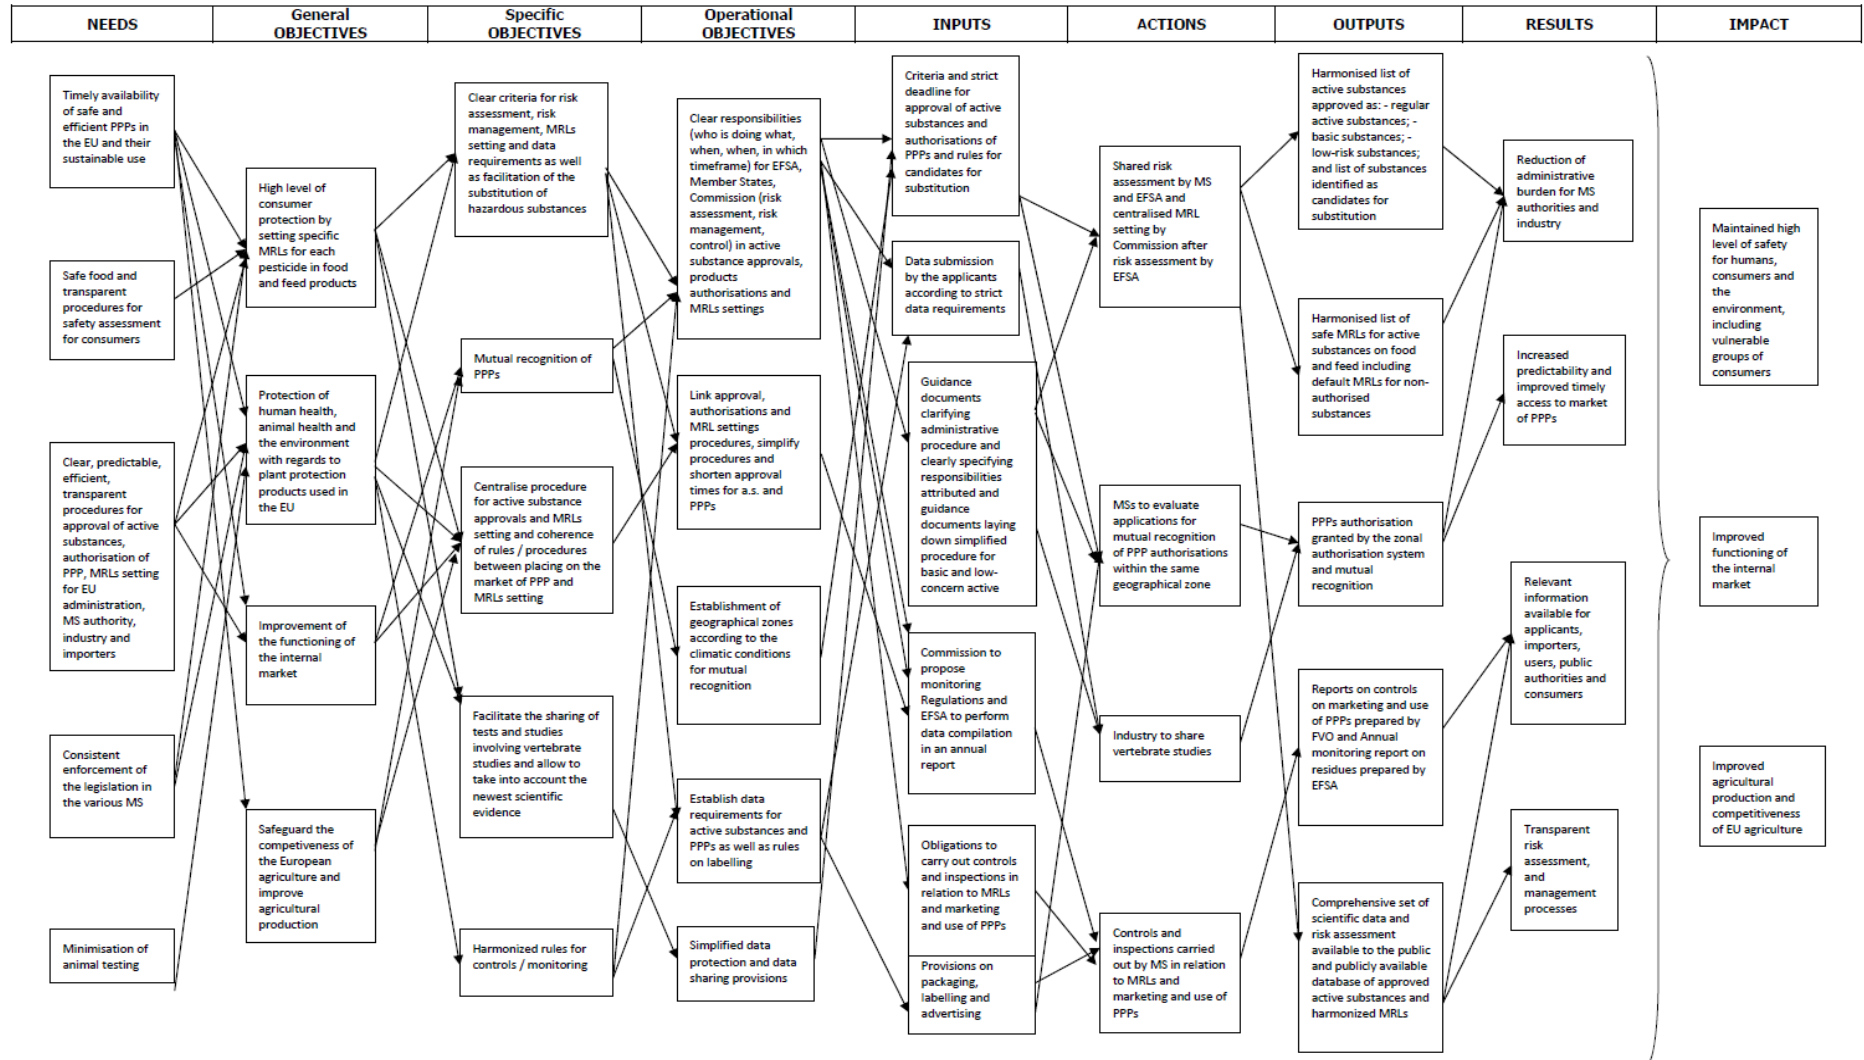 NEEDS
General
OBJECTIVES
Specific
OBJECTIVES
Operational
OBJECTIVES
INPUTS
ACTIONS
OUTPUTS
RESULTS
IMPACT
Timely availability
of safe and
efficient PPPs in
the EU and their
sustainable use
Safe food and
transparent
procedures for
safety assessment
for consumers
Clear, predictable,
efficient,
transparent
procedures for
approval of active
substances,
authorisation of
PPP, MRLs setting
for EU
administration,
MS authority,
industry and
importers
Consistent
enforcement of
the legislation in
the various MS
Minimisation of
animal testing
High level of
consumer
protection by
setting specific
MRLs for each
pesticide in food
and feed products
Protection of
human health,
animal health and
the environment
with regards to
plant protection
products used in
the EU
Improvement of
the functioning of
the internal
market
Safeguard the
competiveness of
the European
agriculture and
improve
agricultural
production
Clear criteria for risk
assessment, risk
management, MRLs
setting and data
requirements as well
as facilitation of the
substitution of
hazardous substances
Mutual recognition of
PPPs
Centralise procedure
for active substance
approvals and MRLs
setting and coherence
of rules / procedures
between placing on the
market of PPP and
MRLs setting
Facilitate the sharing of
tests and studies
involving vertebrate
studies and allow to
take into account the
newest scientific
evidence
Harmonized rules for
controls / monitoring
Clear responsibilities
(who is doing what,
when, when, in which
timeframe) for EFSA,
Member States,
Commission (risk
assessment, risk
management,
control) in active
substance approvals,
products
authorisations and
MRLs settings
Link approval,
authorisations and
MRL settings
procedures, simplify
procedures and
shorten approval
times for a.s. and
PPPs
Establishment of
geographical zones
according to the
climatic conditions
for mutual
recognition
Establish data
requirements for
active substances and
PPPs as well as rules
on labelling
Simplified data
protection and data
sharing provisions
Criteria and strict
deadline for
approval of active
substances and
authorisations of
PPPs and rules for
candidates for
substitution
Data submission
by the applicants
according to strict
data requirements
Guidance
documents
clarifying
administrative
procedure and
clearly specifying
responsibilities
attributed and
guidance
documents laying
down simplified
procedure for
basic and low-
concern active
Commission to
propose
monitoring
Regulations and
EFSA to perform
data compilation
in an annual
report
Obligations to
carry out controls
and inspections in
relation to MRLs
and marketing
and use of PPPs
Provisions on
packaging,
labelling and
advertising
Shared risk
assessment by MS
and EFSA and
centralised MRL
setting by
Commission after
risk assessment by
EFSA
MSs to evaluate
applications for
mutual recognition
of PPP authorisations
within the same
geographical zone
Industry to share
vertebrate studies
Controls and
inspections carried
out by MS in relation
to MRLs and
marketing and use of
PPPs
Harmonised list of
active substances
approved as: - regular
active substances; -
basic substances; -
low-risk substances;
and list of substances
identified as
candidates for
substitution
Harmonised list of
safe MRLs for active
substances on food
and feed including
default MRLs for non-
authorised
substances
PPPs authorisation
granted by the zonal
authorisation system
and mutual
recognition
Reports on controls
on marketing and use
of PPPs prepared by
FVO and Annual
monitoring report on
residues prepared by
EFSA
Comprehensive set of
scientific data and
risk assessment
available to the public
and publicly available
database of approved
active substances and
harmonized MRLs
Reduction of
administrative
burden for MS
authorities and
industry
Increased
predictability and
improved timely
access to market
of PPPs
Relevant
information
available for
applicants,
importers,
users, public
authorities and
consumers
Transparent
risk
assessment,
and
management
processes
Maintained high
level of safety
for humans,
consumers and
the
environment,
including
vulnerable
groups of
consumers
Improved
functioning of
the internal
market
Improved
agricultural
production and
competitiveness
of EU agriculture